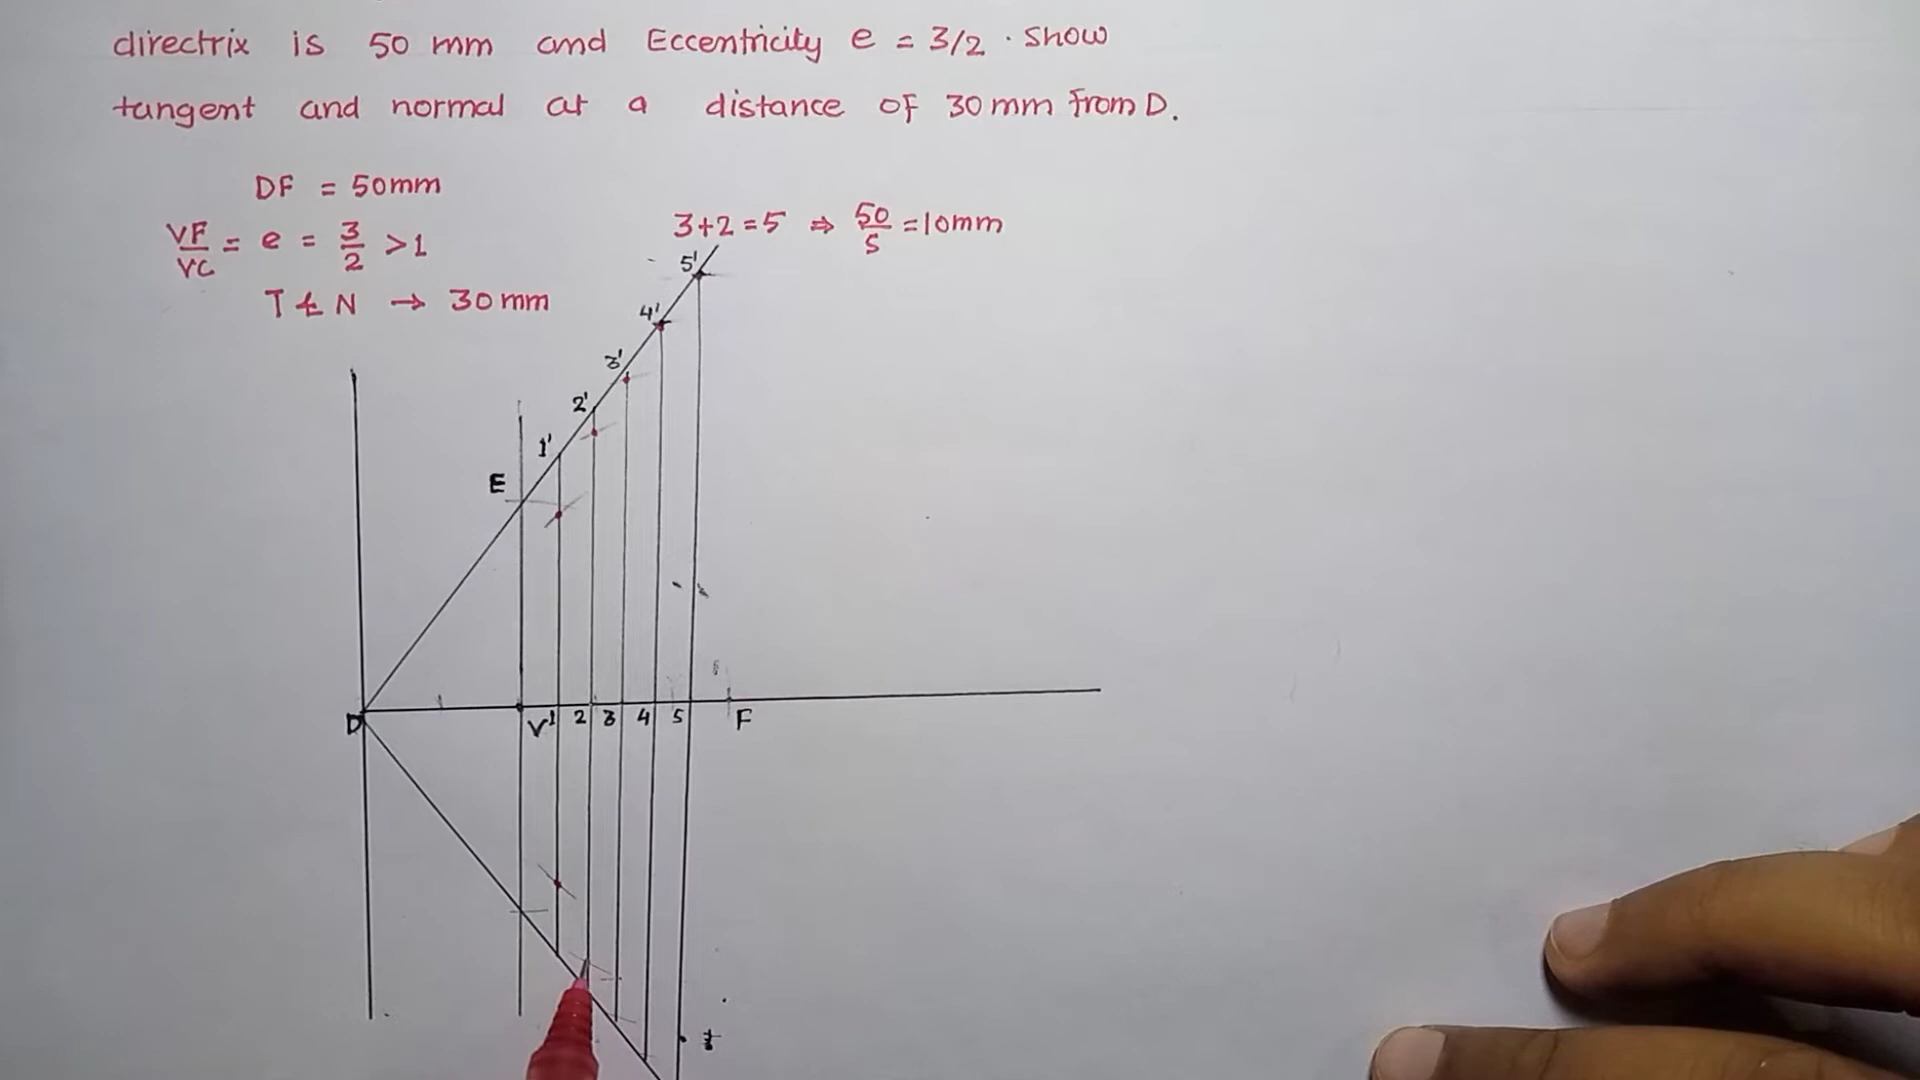 directrix is 50 mm and Eccentricity e = 3/2 . Show
tangent and normal at a distance of 30 mm from D.
DF = 50mm
VF/VC = e = 3/2 > 1
T & N → 30 mm
3+2 = 5 ⇒ 50/5 = 10mm
5'
4'
3'
2'
1'
E
D V 1 2 3 4 5 F